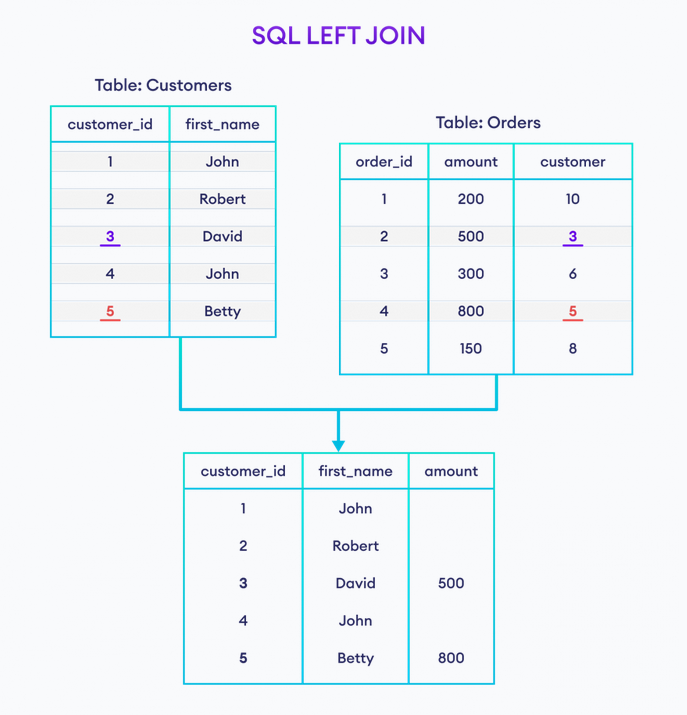 SQL LEFT JOIN
Table: Customers
customer_id first_name
1 John
2 Robert
3 David
4 John
5 Betty
Table: Orders
order_id amount customer
1 200 10
2 500 3
3 300 6
4 800 5
5 150 8
customer_id first_name amount
1 John
2 Robert
3 David 500
4 John
5 Betty 800